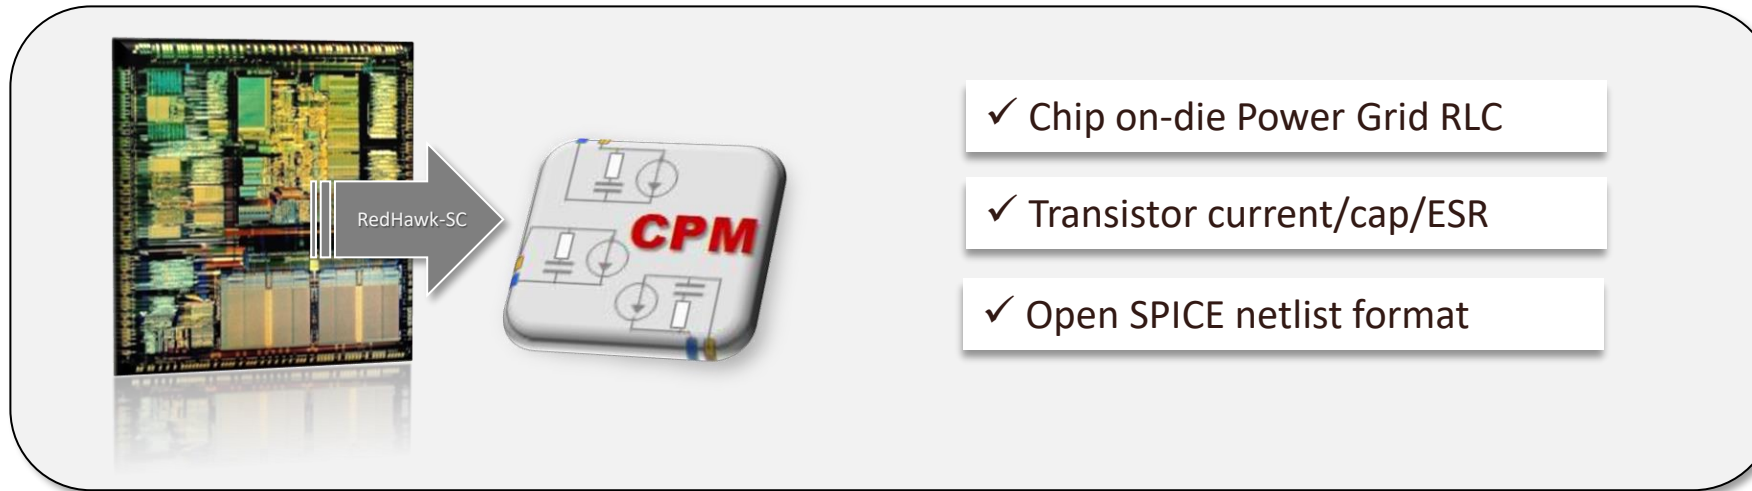 RedHawk-SC
CPM
✓ Chip on-die Power Grid RLC
✓ Transistor current/cap/ESR
✓ Open SPICE netlist format